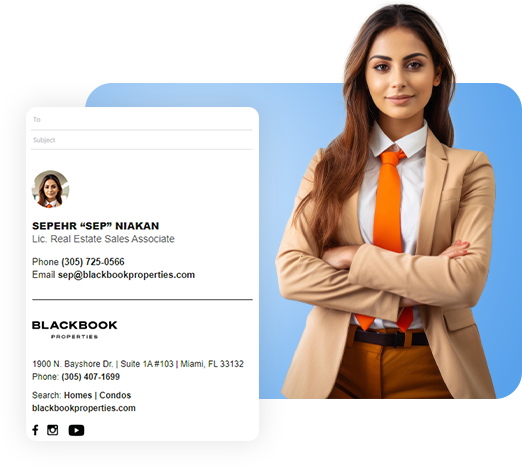 To
Subject
SEPEHR “SEP” NIAKAN
Lic. Real Estate Sales Associate
Phone (305) 725-0566
Email sep@blackbookproperties.com
BLACKBOOK
PROPERTIES
1900 N. Bayshore Dr. | Suite 1A #103 | Miami, FL 33132
Phone: (305) 407-1699
Search: Homes | Condos
blackbookproperties.com